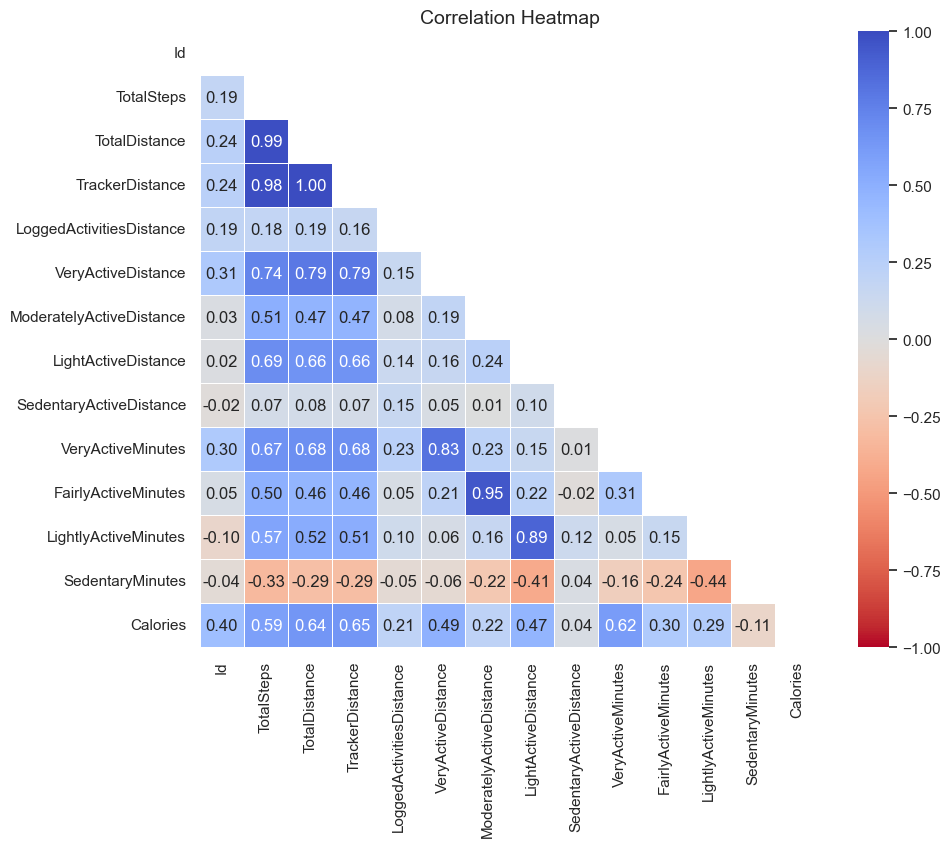 Correlation Heatmap
Id
TotalSteps 0.19
TotalDistance 0.24 0.99
TrackerDistance 0.24 0.98 1.00
LoggedActivitiesDistance 0.19 0.18 0.19 0.16
VeryActiveDistance 0.31 0.74 0.79 0.79 0.15
ModeratelyActiveDistance 0.03 0.51 0.47 0.47 0.08 0.19
LightActiveDistance 0.02 0.69 0.66 0.66 0.14 0.16 0.24
SedentaryActiveDistance -0.02 0.07 0.08 0.07 0.15 0.05 0.01 0.10
VeryActiveMinutes 0.30 0.67 0.68 0.68 0.23 0.83 0.23 0.15 0.01
FairlyActiveMinutes 0.05 0.50 0.46 0.46 0.05 0.21 0.95 0.22 -0.02 0.31
LightlyActiveMinutes -0.10 0.57 0.52 0.51 0.10 0.06 0.16 0.89 0.12 0.05 0.15
SedentaryMinutes -0.04 -0.33 -0.29 -0.29 -0.05 -0.06 -0.22 -0.41 0.04 -0.16 -0.24 -0.44
Calories 0.40 0.59 0.64 0.65 0.21 0.49 0.22 0.47 0.04 0.62 0.30 0.29 -0.11
Id
TotalSteps
TotalDistance
TrackerDistance
LoggedActivitiesDistance
VeryActiveDistance
ModeratelyActiveDistance
LightActiveDistance
SedentaryActiveDistance
VeryActiveMinutes
FairlyActiveMinutes
LightlyActiveMinutes
SedentaryMinutes
Calories
1.00
0.75
0.50
0.25
0.00
−0.25
−0.50
−0.75
−1.00